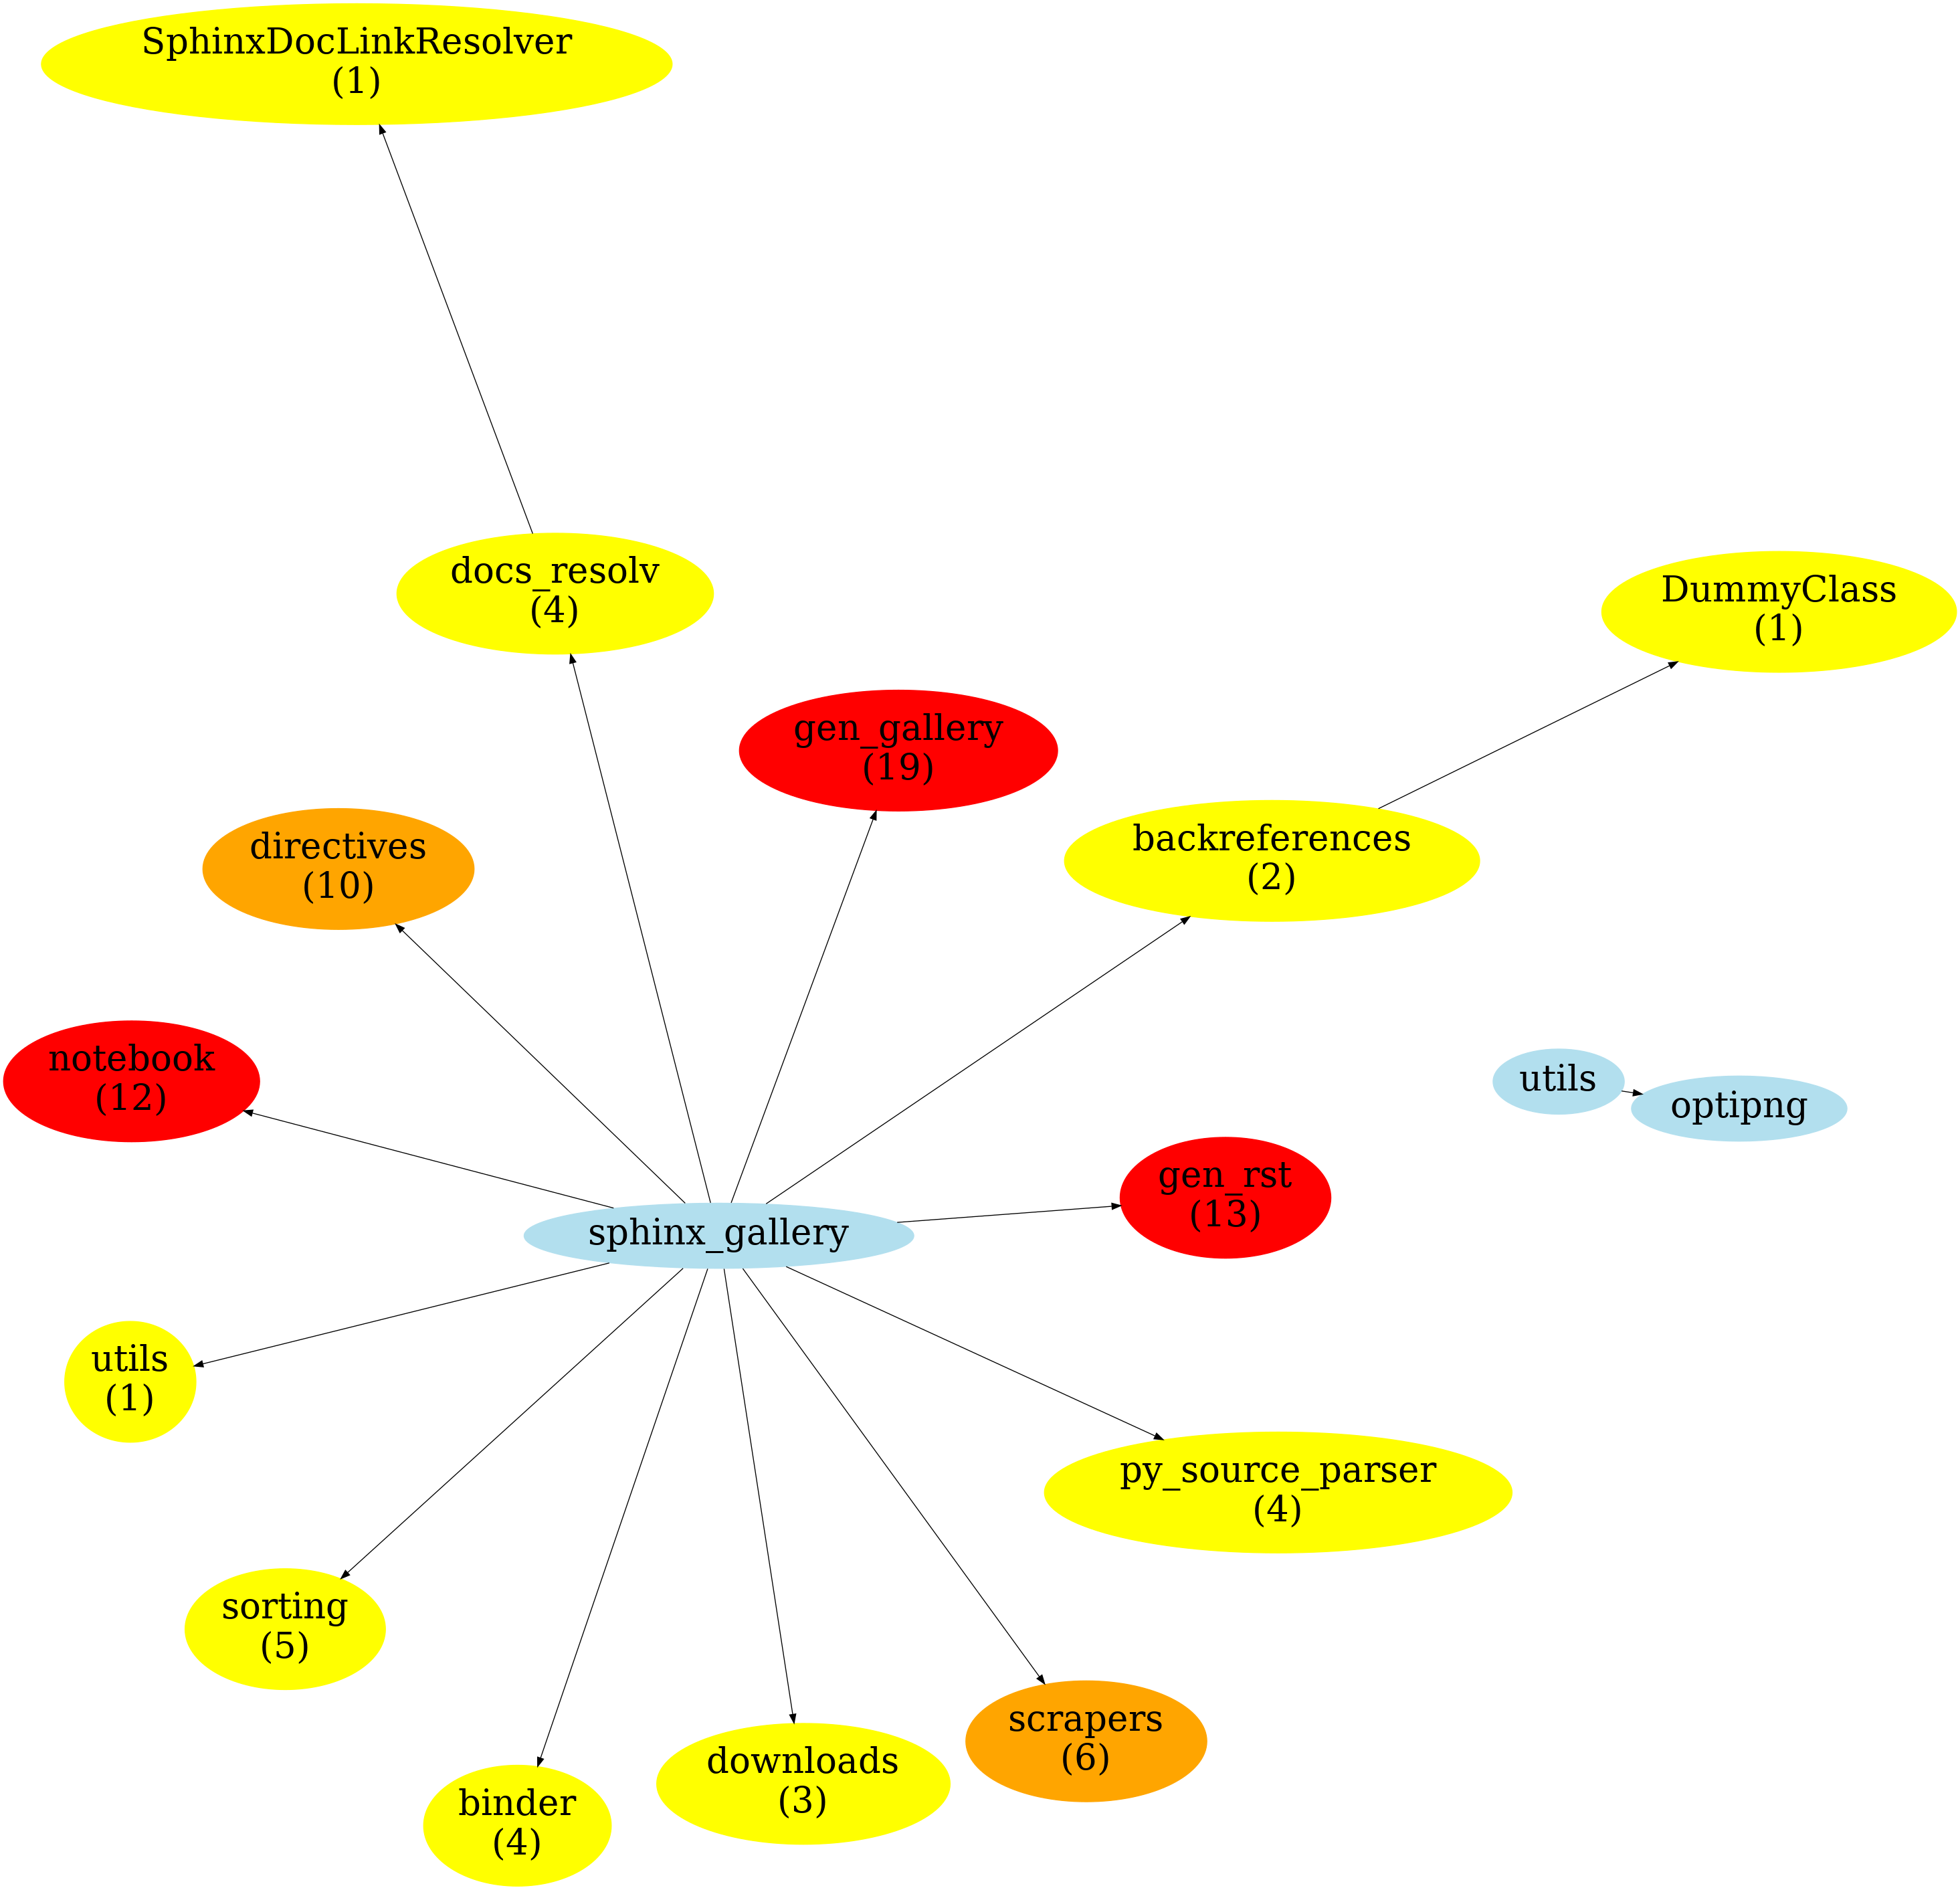 SphinxDocLinkResolver
(1)
docs_resolv
(4)
DummyClass
(1)
gen_gallery
(19)
directives
(10)
backreferences
(2)
notebook
(12)
utils
optipng
gen_rst
(13)
sphinx_gallery
utils
(1)
py_source_parser
(4)
sorting
(5)
scrapers
(6)
downloads
(3)
binder
(4)